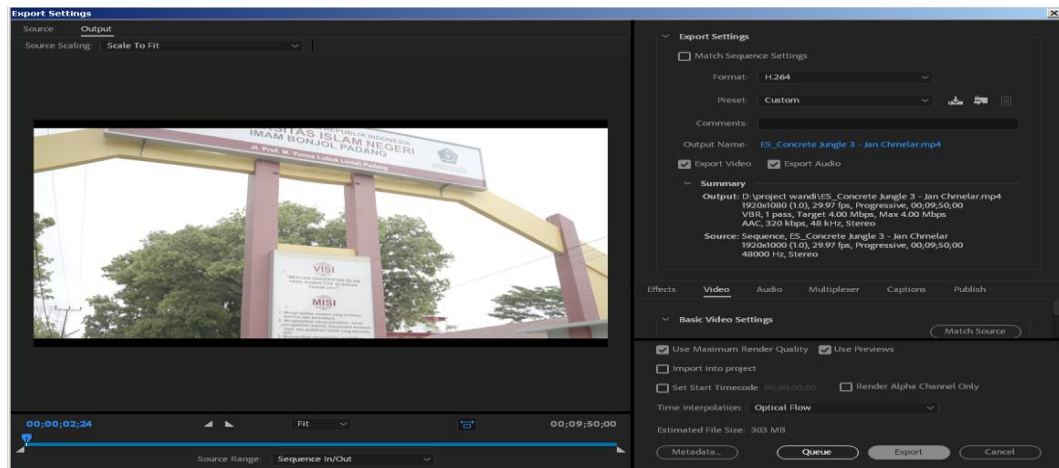 Export Settings
Source Output
Source Scaling: Scale To Fit
REPUBLIK INDONESIA
SITAS ISLAM NEGERI
IMAM BONJOL PADANG
Jl. Prof. M. Yunus Lubuk Lintah Padang
VISI
MISI
00;00;02;24
Fit
00;09;50;00
Source Range: Sequence In/Out
Export Settings
Match Sequence Settings
Format: H.264
Preset: Custom
Comments:
Output Name: ES_Concrete Jungle 3 - Jan Chmelar.mp4
Export Video Export Audio
Summary
Output: D:\project wandi\ES_Concrete Jungle 3 - Jan Chmelar.mp4
1920x1080 (1.0), 29.97 fps, Progressive, 00;09;50;00
VBR, 1 pass, Target 4.00 Mbps, Max 4.00 Mbps
AAC, 320 kbps, 48 kHz, Stereo
Source: Sequence, ES_Concrete Jungle 3 - Jan Chmelar
1920x1000 (1.0), 29.97 fps, Progressive, 00;09;50;00
48000 Hz, Stereo
Effects Video Audio Multiplexer Captions Publish
Basic Video Settings
Match Source
Use Maximum Render Quality Use Previews
Import into project
Set Start Timecode 00;00;00;00 Render Alpha Channel Only
Time Interpolation: Optical Flow
Estimated File Size: 303 MB
Metadata... Queue Export Cancel